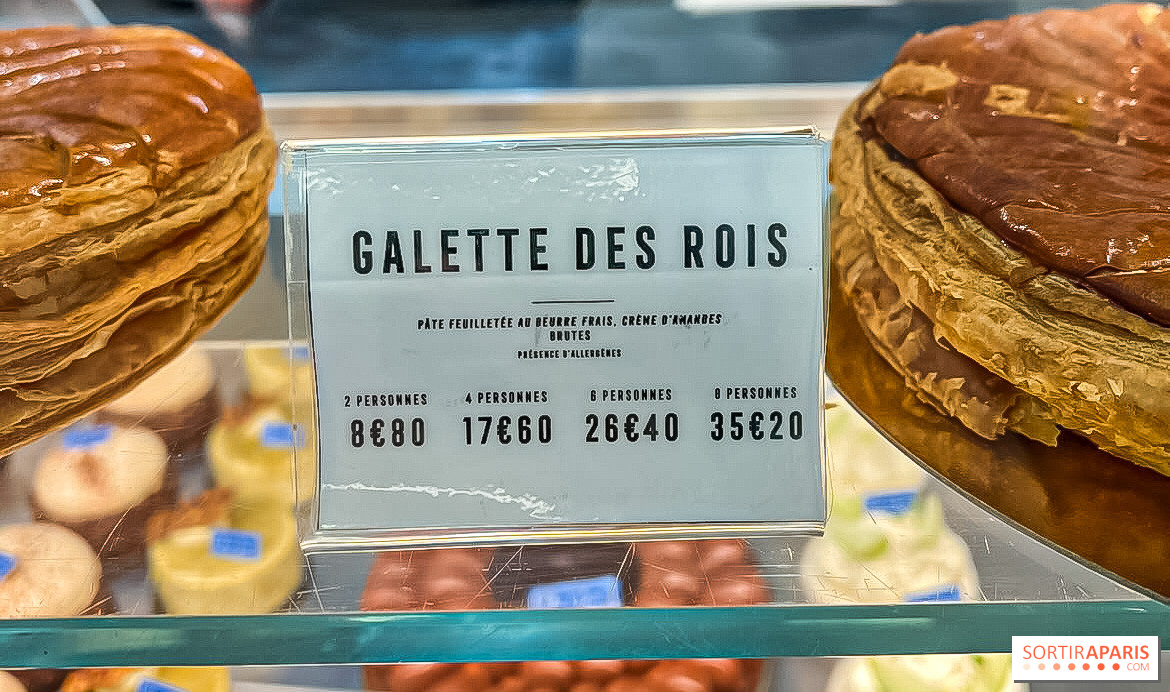 GALETTE DES ROIS
PÂTE FEUILLETÉE AU BEURRE FRAIS, CRÈME D'AMANDES
BRUTES
PRÉSENCE D'ALLERGÈNES
2 PERSONNES 4 PERSONNES 6 PERSONNES 8 PERSONNES
8€80 17€60 26€40 35€20
SORTIRAPARIS
.COM